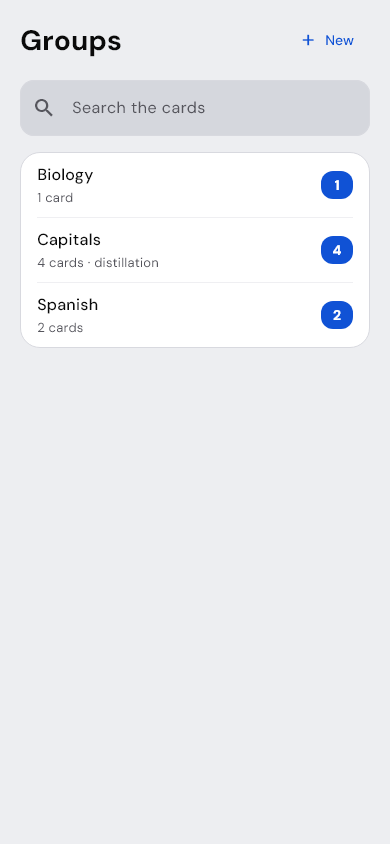 Groups
+ New
Search the cards
Biology
1 card
1
Capitals
4 cards · distillation
4
Spanish
2 cards
2